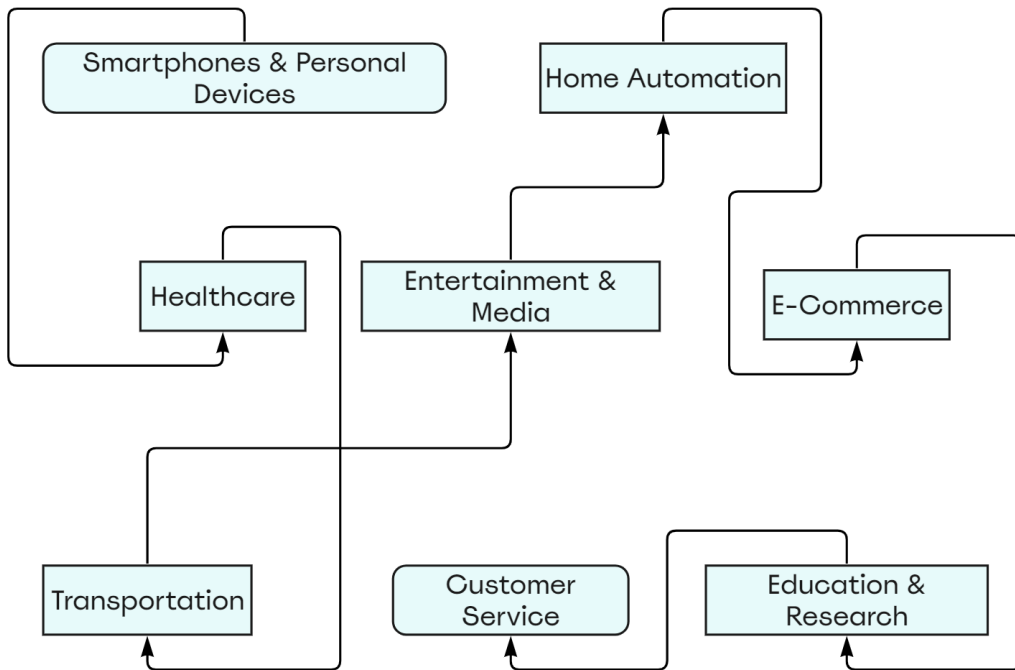 Smartphones & Personal
Devices
Home Automation
Healthcare
Entertainment &
Media
E-Commerce
Transportation
Customer
Service
Education &
Research